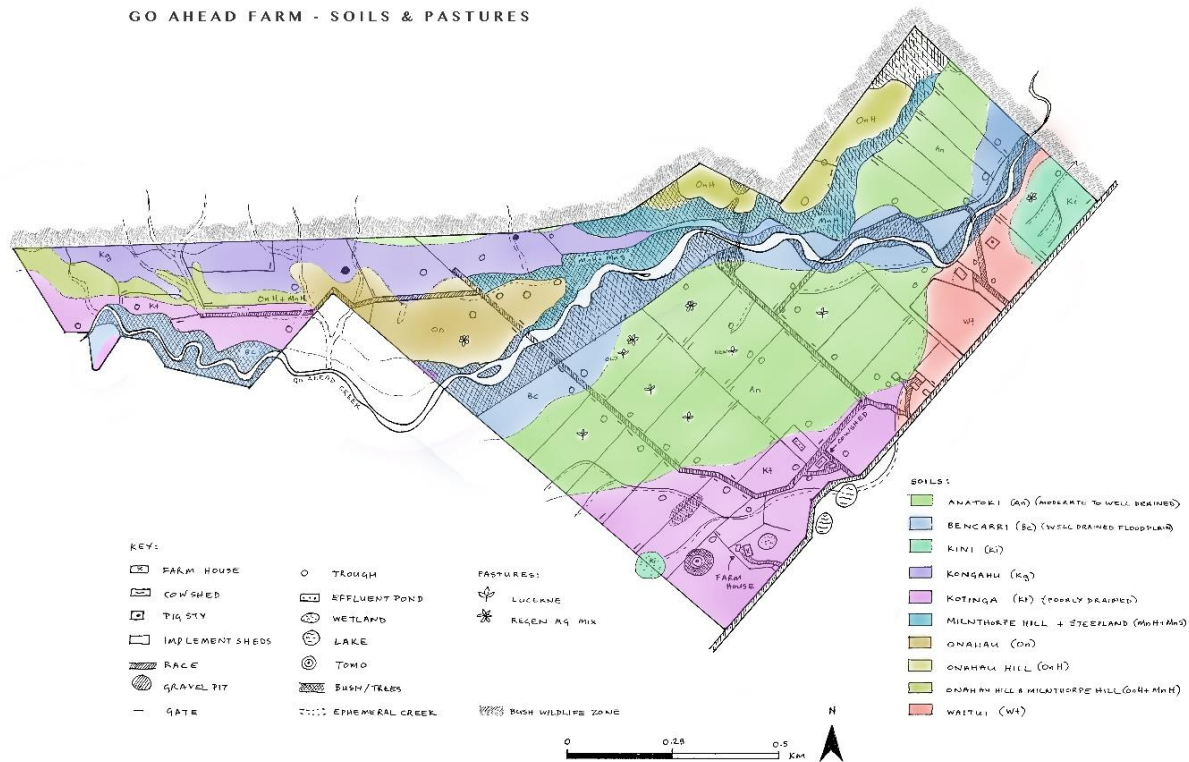 GO AHEAD FARM - SOILS & PASTURES
OnH
An
Ki
OnH
MnH
Kg
MnH + MnS
OnH + MnH
Kt
Wt
On
Bc
GO AHEAD CREEK
An
Bc
COWSHED
Kt
Ki
FARM HOUSE
SOILS:
ANATOKI (An) (MODERATE TO WELL DRAINED)
BENCARRI (Bc) (WELL DRAINED FLOODPLAIN)
KINI (Ki)
KONGAHU (Kg)
KOTINGA (Kt) (POORLY DRAINED)
MILNTHORPE HILL + STEEPLAND (MnH+MnS)
ONAHAU (On)
ONAHAU HILL (OnH)
ONAHAU HILL & MILNTHORPE HILL (OnH + MnH)
WAITUI (Wt)
KEY:
FARM HOUSE
COWSHED
PIG STY
IMPLEMENT SHEDS
RACE
GRAVEL PIT
GATE
TROUGH
EFFLUENT POND
WETLAND
LAKE
TOMO
BUSH/TREES
EPHEMERAL CREEK
PASTURES:
LUCERNE
REGEN AG MIX
BUSH WILDLIFE ZONE
N
0 0.25 0.5 KM